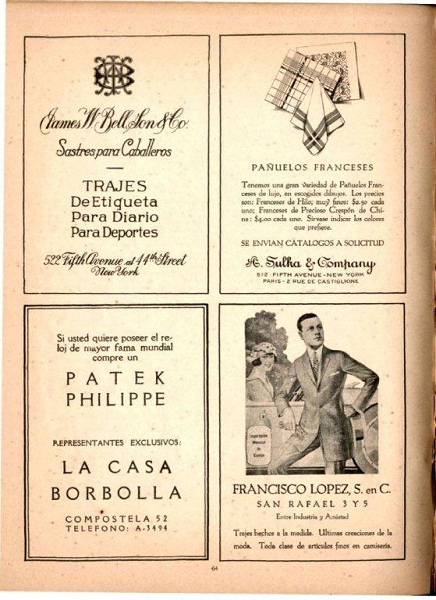 James W. Bell, Son & Co.
Sastres para Caballeros
TRAJES
De Etiqueta
Para Diario
Para Deportes
522 Fifth Avenue, at 44th Street
New York
PAÑUELOS FRANCESES
Tenemos una gran variedad de Pañuelos Fran-
ceses de lujo, en escogidos dibujos. Los precios
son: Franceses de Hilo; muy finos: $2.50 cada
uno; Franceses de Precioso Crespón de Chi-
na: $4.00 cada uno. Sírvase indicar los colores
que prefiere.
SE ENVIAN CATALOGOS A SOLICITUD
A. Sulka & Company
512 FIFTH AVENUE - NEW YORK
PARIS - 2 RUE DE CASTIGLIONE
Si usted quiere poseer el re-
loj de mayor fama mundial
compre un
PATEK
PHILIPPE
REPRESENTANTES EXCLUSIVOS:
LA CASA
BORBOLLA
COMPOSTELA 52
TELEFONO: A-3494
FRANCISCO LOPEZ, S. en C.
SAN RAFAEL 3 Y 5
Entre Industria y Amistad
Trajes hechos a la medida. Ultimas creaciones de la
moda. Toda clase de artículos finos en camisería.
64